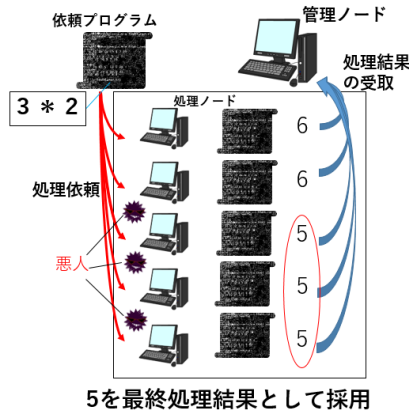 依頼プログラム
管理ノード
処理結果
の受取
3 * 2
処理ノード
6
処理依頼
6
5
悪人
5
5
5を最終処理結果として採用